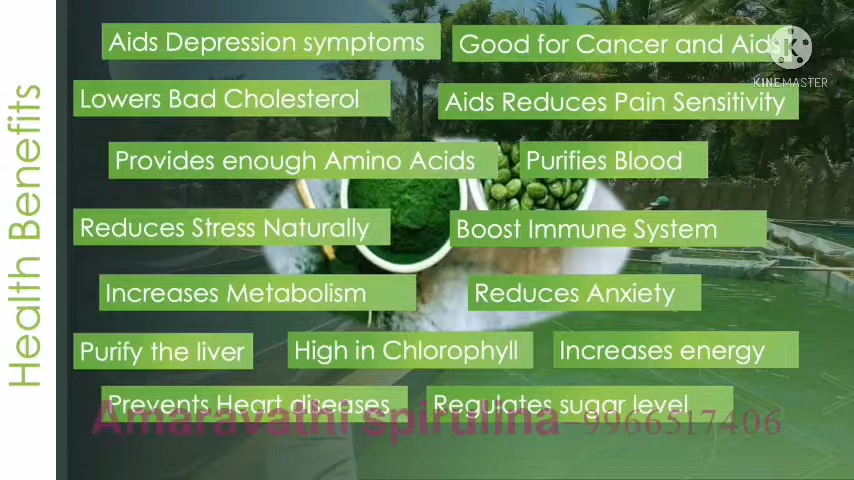 Health Benefits
Aids Depression symptoms
Good for Cancer and Aids
KINEMASTER
Lowers Bad Cholesterol
Aids Reduces Pain Sensitivity
Provides enough Amino Acids
Purifies Blood
Reduces Stress Naturally
Boost Immune System
Increases Metabolism
Reduces Anxiety
Purify the liver
High in Chlorophyll
Increases energy
Prevents Heart diseases
Regulates sugar level
Amaravathi spirulina-9966517406